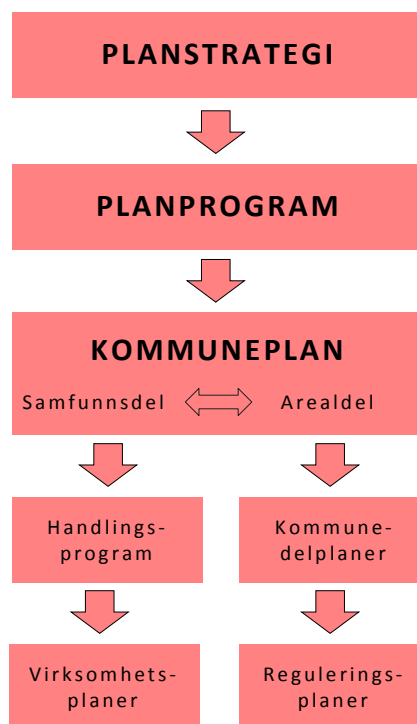 PLANSTRATEGI
PLANPROGRAM
KOMMUNEPLAN
Samfunnsdel Arealdel
Handlings-
program
Kommune-
delplaner
Virksomhets-
planer
Regulerings-
planer